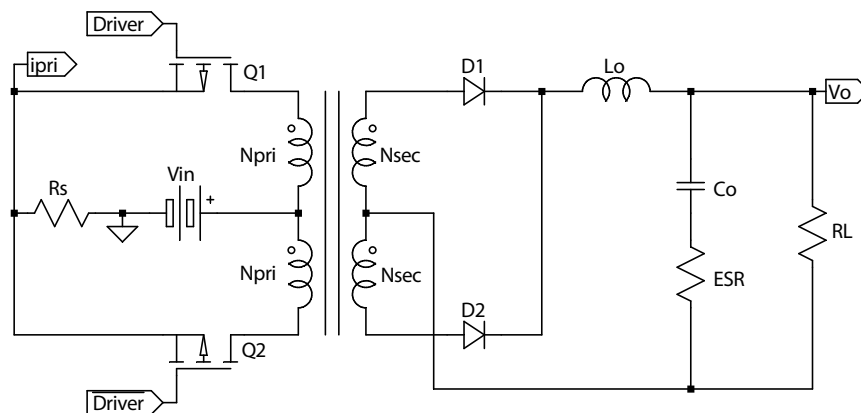 Driver
ipri
Q1
D1
Lo
Vo
Npri
Nsec
Vin
+
Rs
Co
RL
Npri
Nsec
ESR
D2
Q2
Driver